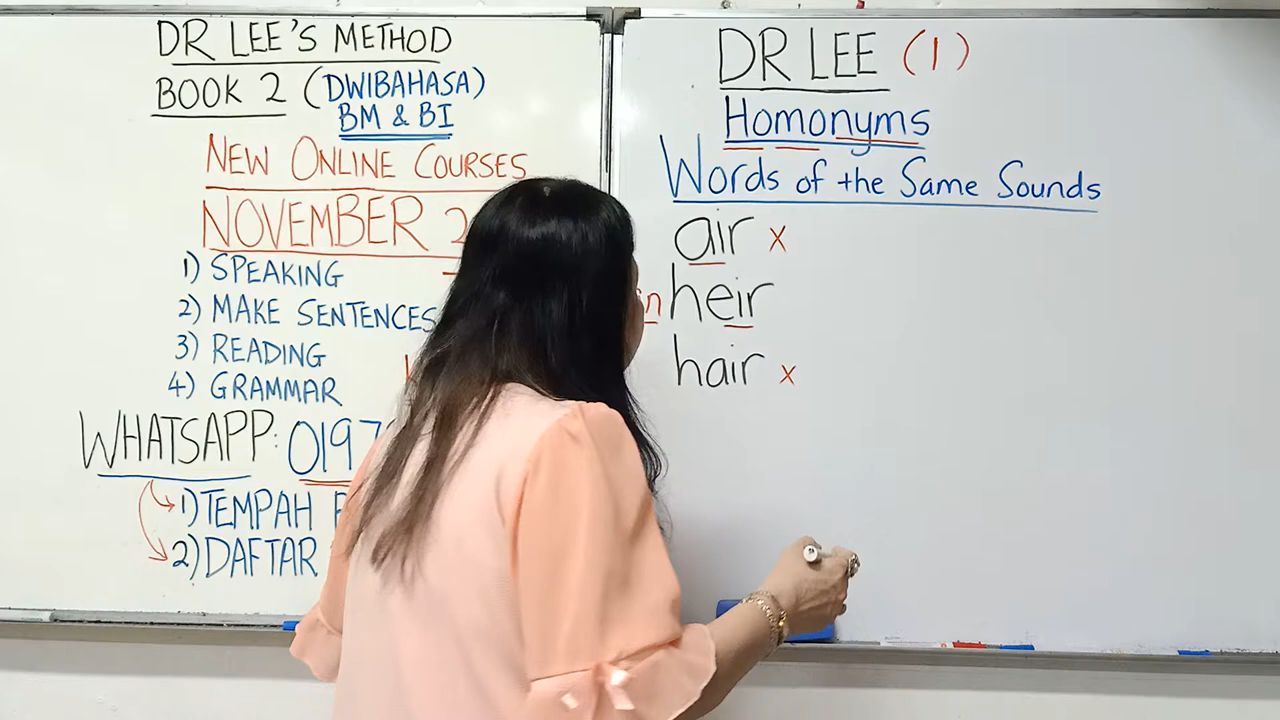 DR LEE'S METHOD
BOOK 2 (DWIBAHASA)
BM & BI
NEW ONLINE COURSES
NOVEMBER 2
1) SPEAKING
2) MAKE SENTENCES
3) READING
4) GRAMMAR
WHATSAPP: 0197
1) TEMPAH
2) DAFTAR
DR LEE (1)
Homonyms
Words of the Same Sounds
air x
heir
hair x